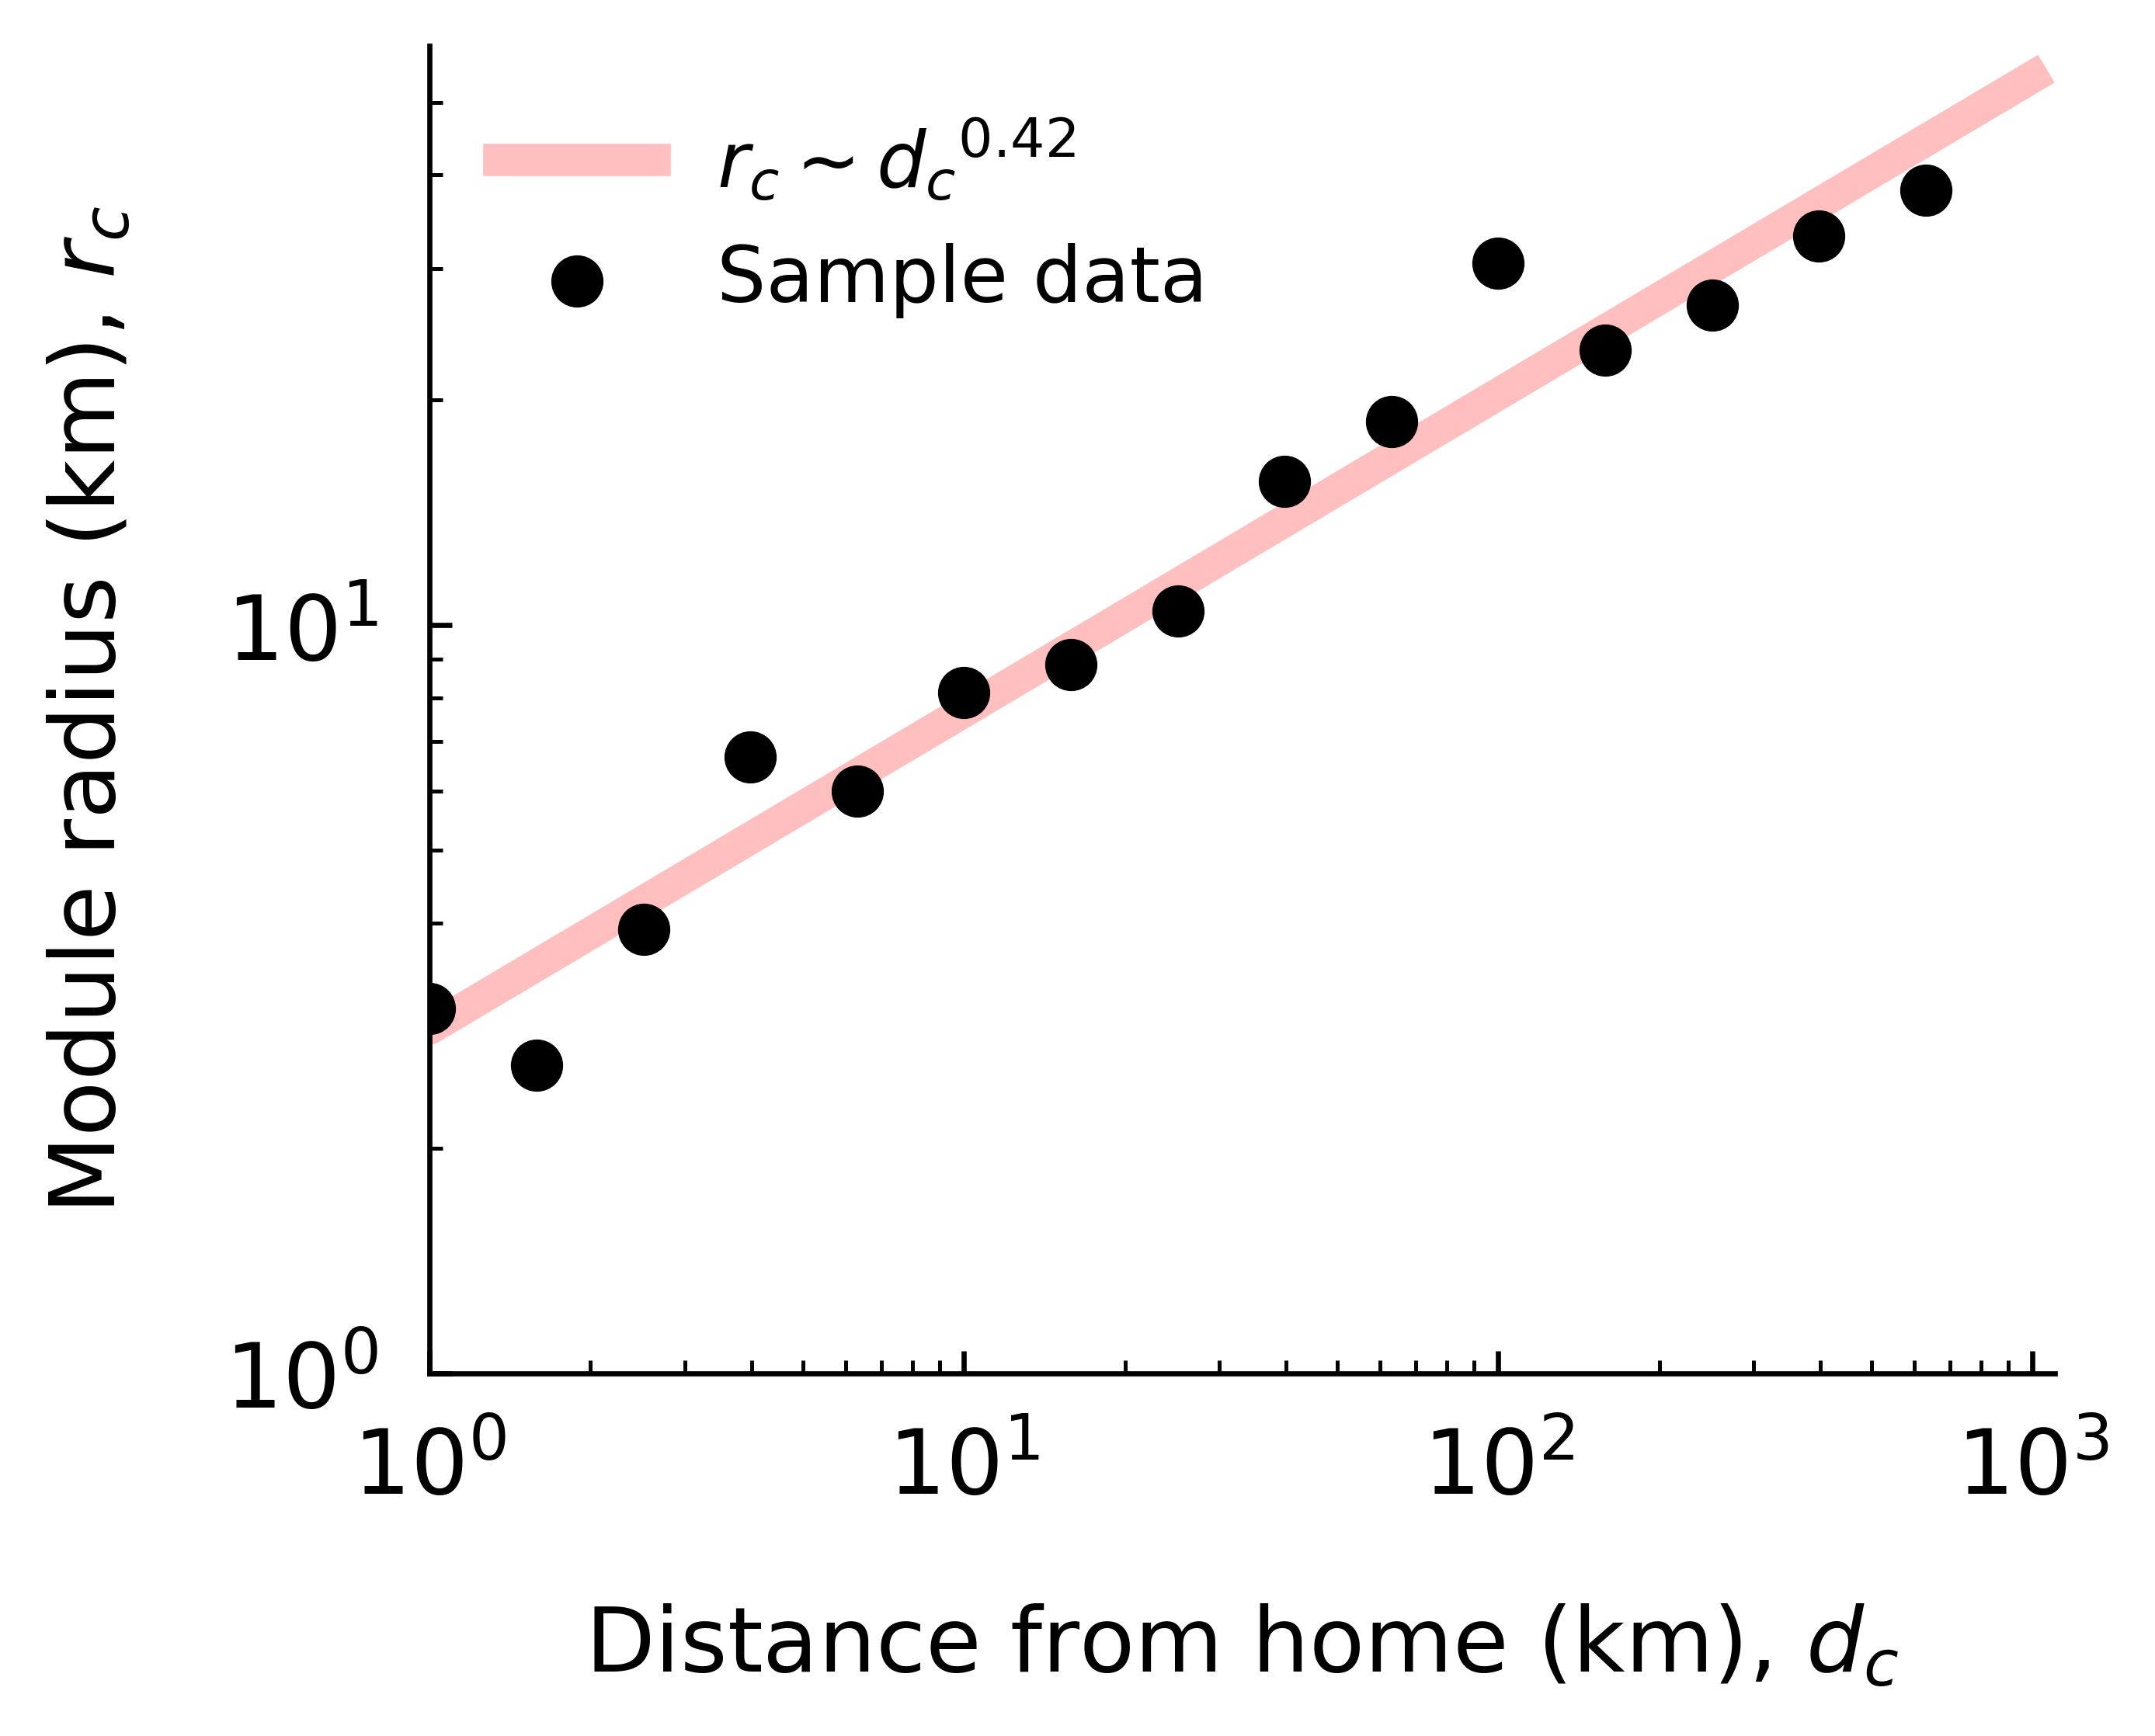 r_c ~ d_c^0.42
Sample data
Module radius (km), r_c
10^1
10^0
10^0
10^1
10^2
10^3
Distance from home (km), d_c